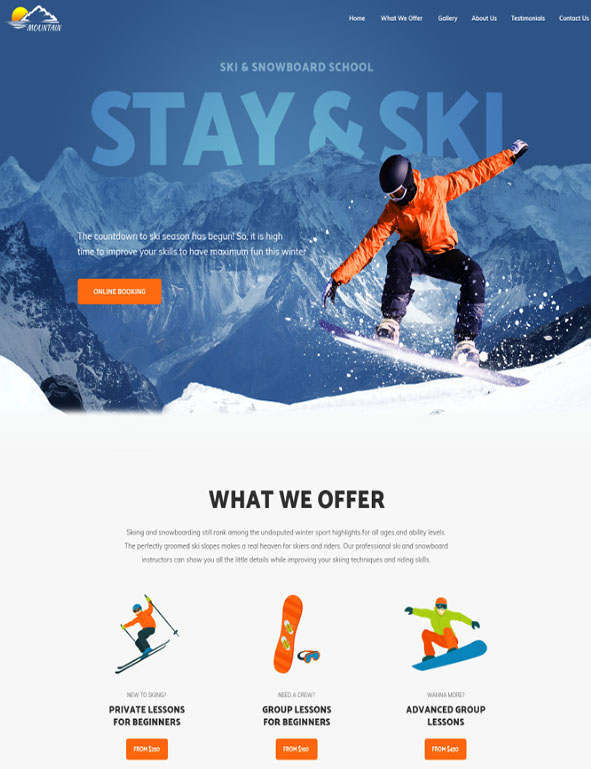 MOUNTAIN
Home What We Offer Gallery About Us Testimonials Contact Us
SKI & SNOWBOARD SCHOOL
STAY & SKI
The countdown to ski season has begun! So, it is high
time to improve your skills to have maximum fun this winter
ONLINE BOOKING
WHAT WE OFFER
Skiing and snowboarding still rank among the undisputed winter sport highlights for all ages and ability levels.
The perfectly groomed ski slopes makes a real heaven for skiers and riders. Our professional ski and snowboard
instructors can show you all the little details while improving your skiing techniques and riding skills.
NEW TO SKIING?
PRIVATE LESSONS
FOR BEGINNERS
FROM $250
NEED A CREW?
GROUP LESSONS
FOR BEGINNERS
FROM $150
WANNA MORE?
ADVANCED GROUP
LESSONS
FROM $400